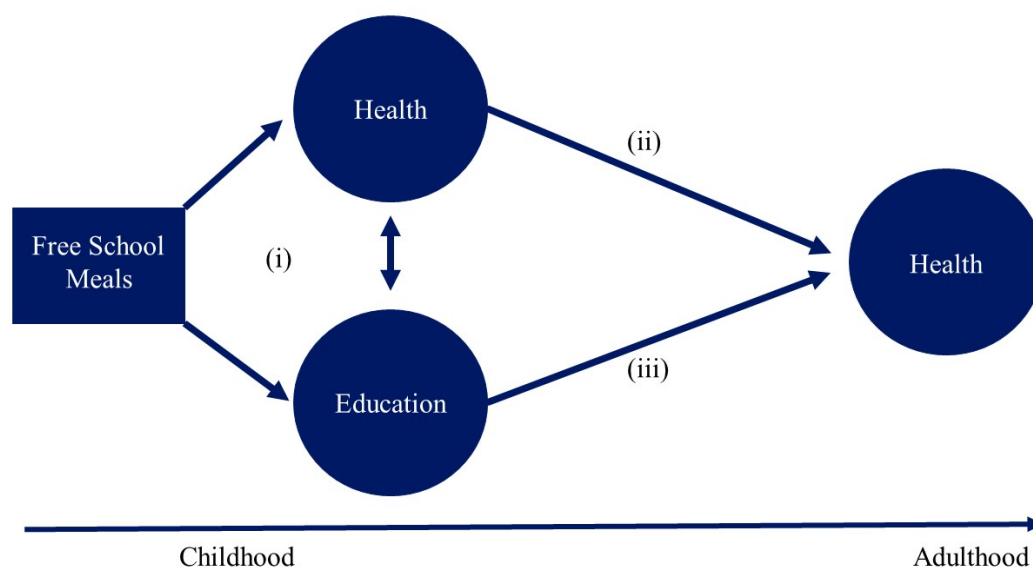 Health
(ii)
Free School
Meals
(i)
Health
Education
(iii)
Childhood
Adulthood